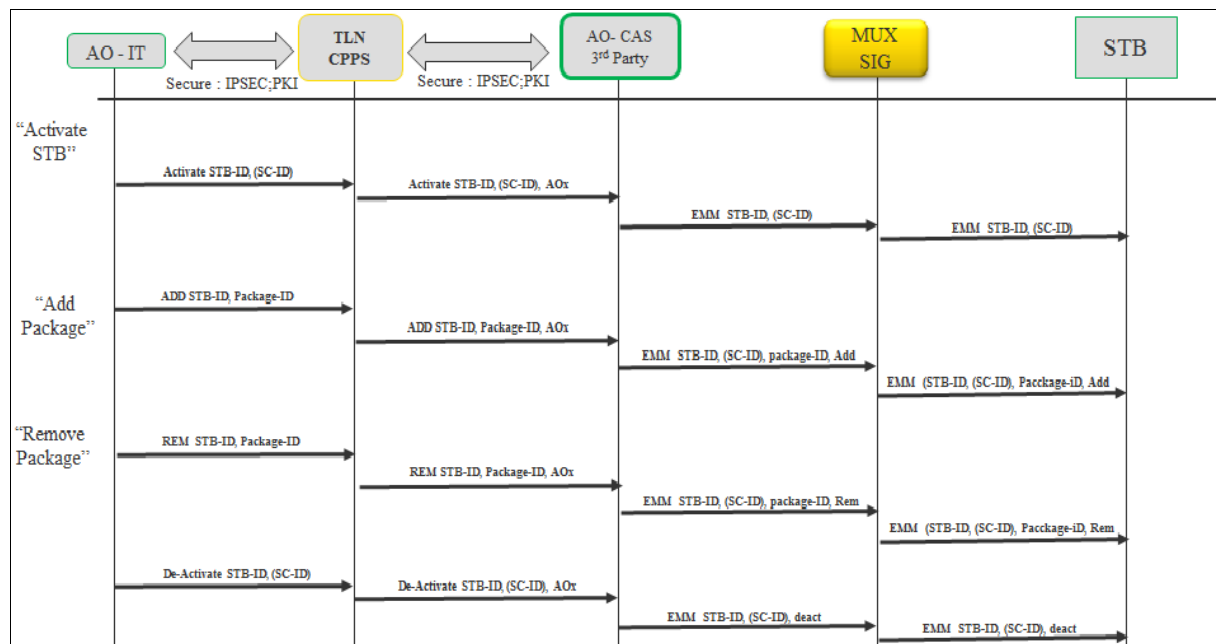 AO - IT
TLN
CPPS
AO- CAS
3rd Party
MUX
SIG
STB
Secure : IPSEC;PKI
Secure : IPSEC;PKI
“Activate
STB”
Activate STB-ID, (SC-ID)
Activate STB-ID, (SC-ID), AOx
EMM STB-ID, (SC-ID)
EMM STB-ID, (SC-ID)
“Add
Package”
ADD STB-ID, Package-ID
ADD STB-ID, Package-ID, AOx
EMM STB-ID, (SC-ID), package-ID, Add
EMM (STB-ID, (SC-ID), Pacckage-iD, Add
“Remove
Package”
REM STB-ID, Package-ID
REM STB-ID, Package-ID, AOx
EMM STB-ID, (SC-ID), package-ID, Rem
EMM (STB-ID, (SC-ID), Pacckage-iD, Rem
De-Activate STB-ID, (SC-ID)
De-Activate STB-ID, (SC-ID), AOx
EMM STB-ID, (SC-ID), deact
EMM STB-ID, (SC-ID), deact